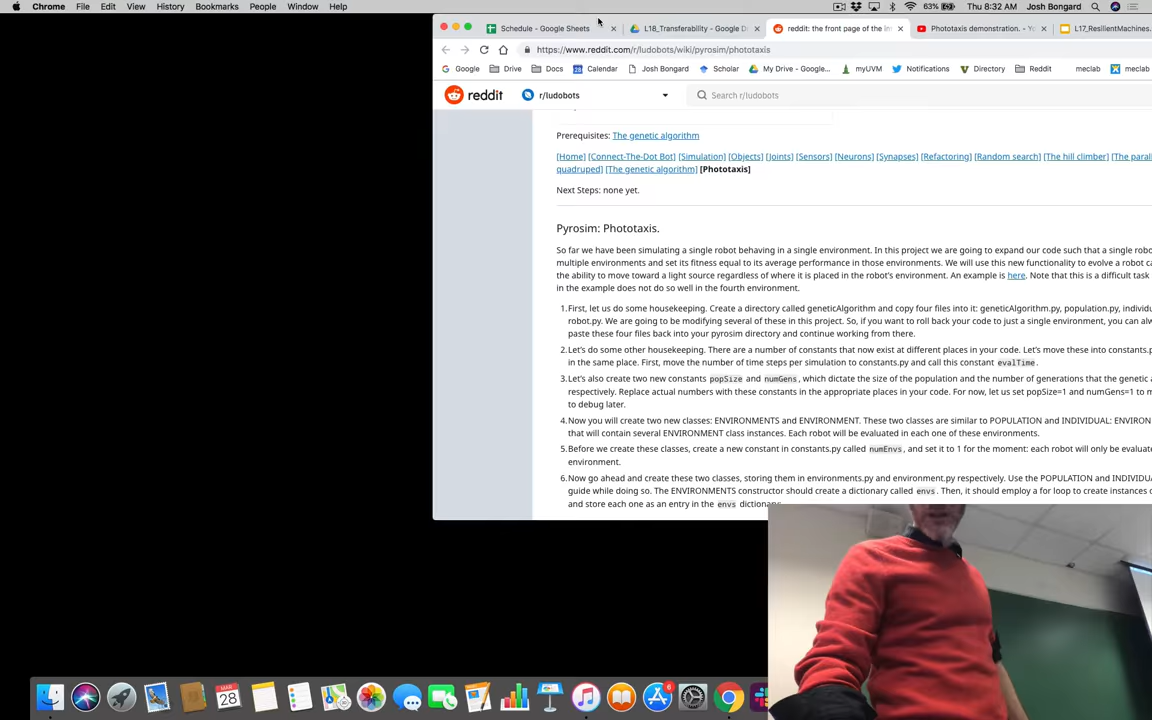 Chrome File Edit View History Bookmarks People Window Help 63% Thu 8:32 AM Josh Bongard
Schedule - Google Sheets L18_Transferability - Google D reddit: the front page of the in Phototaxis demonstration. - Yo L17_ResilientMachines.
https://www.reddit.com/r/ludobots/wiki/pyrosim/phototaxis
Google Drive Docs Calendar Josh Bongard Scholar My Drive - Google... myUVM Notifications Directory Reddit meclab meclab
reddit r/ludobots Search r/ludobots
Prerequisites: The genetic algorithm
[Home] [Connect-The-Dot Bot] [Simulation] [Objects] [Joints] [Sensors] [Neurons] [Synapses] [Refactoring] [Random search] [The hill climber] [The paral
quadruped] [The genetic algorithm] [Phototaxis]
Next Steps: none yet.
Pyrosim: Phototaxis.
So far we have been simulating a single robot behaving in a single environment. In this project we are going to expand our code such that a single robo
multiple environments and set its fitness equal to its average performance in those environments. We will use this new functionality to evolve a robot ca
the ability to move toward a light source regardless of where it is placed in the robot's environment. An example is here. Note that this is a difficult task
in the example does not do so well in the fourth environment.
1. First, let us do some housekeeping. Create a directory called geneticAlgorithm and copy four files into it: geneticAlgorithm.py, population.py, individu
robot.py. We are going to be modifying several of these in this project. So, if you want to roll back your code to just a single environment, you can alw
paste these four files back into your pyrosim directory and continue working from there.
2. Let's do some other housekeeping. There are a number of constants that now exist at different places in your code. Let's move these into constants.p
in the same place. First, move the number of time steps per simulation to constants.py and call this constant evalTime.
3. Let's also create two new constants popSize and numGens, which dictate the size of the population and the number of generations that the genetic a
respectively. Replace actual numbers with these constants in the appropriate places in your code. For now, let us set popSize=1 and numGens=1 to m
to debug later.
4. Now you will create two new classes: ENVIRONMENTS and ENVIRONMENT. These two classes are similar to POPULATION and INDIVIDUAL: ENVIRON
that will contain several ENVIRONMENT class instances. Each robot will be evaluated in each one of these environments.
5. Before we create these classes, create a new constant in constants.py called numEnvs, and set it to 1 for the moment: each robot will only be evaluate
environment.
6. Now go ahead and create these two classes, storing them in environments.py and environment.py respectively. Use the POPULATION and INDIVIDU
guide while doing so. The ENVIRONMENTS constructor should create a dictionary called envs. Then, it should employ a for loop to create instances o
and store each one as an entry in the envs dictionary.
MAR
28
6